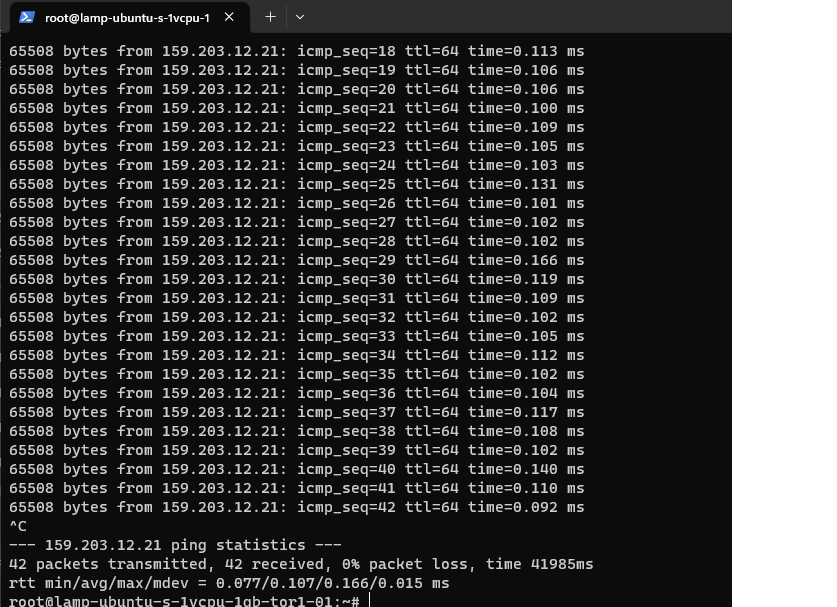 root@lamp-ubuntu-s-1vcpu-1
65508 bytes from 159.203.12.21: icmp_seq=18 ttl=64 time=0.113 ms
65508 bytes from 159.203.12.21: icmp_seq=19 ttl=64 time=0.106 ms
65508 bytes from 159.203.12.21: icmp_seq=20 ttl=64 time=0.106 ms
65508 bytes from 159.203.12.21: icmp_seq=21 ttl=64 time=0.100 ms
65508 bytes from 159.203.12.21: icmp_seq=22 ttl=64 time=0.109 ms
65508 bytes from 159.203.12.21: icmp_seq=23 ttl=64 time=0.105 ms
65508 bytes from 159.203.12.21: icmp_seq=24 ttl=64 time=0.103 ms
65508 bytes from 159.203.12.21: icmp_seq=25 ttl=64 time=0.131 ms
65508 bytes from 159.203.12.21: icmp_seq=26 ttl=64 time=0.101 ms
65508 bytes from 159.203.12.21: icmp_seq=27 ttl=64 time=0.102 ms
65508 bytes from 159.203.12.21: icmp_seq=28 ttl=64 time=0.102 ms
65508 bytes from 159.203.12.21: icmp_seq=29 ttl=64 time=0.166 ms
65508 bytes from 159.203.12.21: icmp_seq=30 ttl=64 time=0.119 ms
65508 bytes from 159.203.12.21: icmp_seq=31 ttl=64 time=0.109 ms
65508 bytes from 159.203.12.21: icmp_seq=32 ttl=64 time=0.102 ms
65508 bytes from 159.203.12.21: icmp_seq=33 ttl=64 time=0.105 ms
65508 bytes from 159.203.12.21: icmp_seq=34 ttl=64 time=0.112 ms
65508 bytes from 159.203.12.21: icmp_seq=35 ttl=64 time=0.102 ms
65508 bytes from 159.203.12.21: icmp_seq=36 ttl=64 time=0.104 ms
65508 bytes from 159.203.12.21: icmp_seq=37 ttl=64 time=0.117 ms
65508 bytes from 159.203.12.21: icmp_seq=38 ttl=64 time=0.108 ms
65508 bytes from 159.203.12.21: icmp_seq=39 ttl=64 time=0.102 ms
65508 bytes from 159.203.12.21: icmp_seq=40 ttl=64 time=0.140 ms
65508 bytes from 159.203.12.21: icmp_seq=41 ttl=64 time=0.110 ms
65508 bytes from 159.203.12.21: icmp_seq=42 ttl=64 time=0.092 ms
^C
--- 159.203.12.21 ping statistics ---
42 packets transmitted, 42 received, 0% packet loss, time 41985ms
rtt min/avg/max/mdev = 0.077/0.107/0.166/0.015 ms
root@lamp-ubuntu-s-1vcpu-1gb-tor1-01:~#